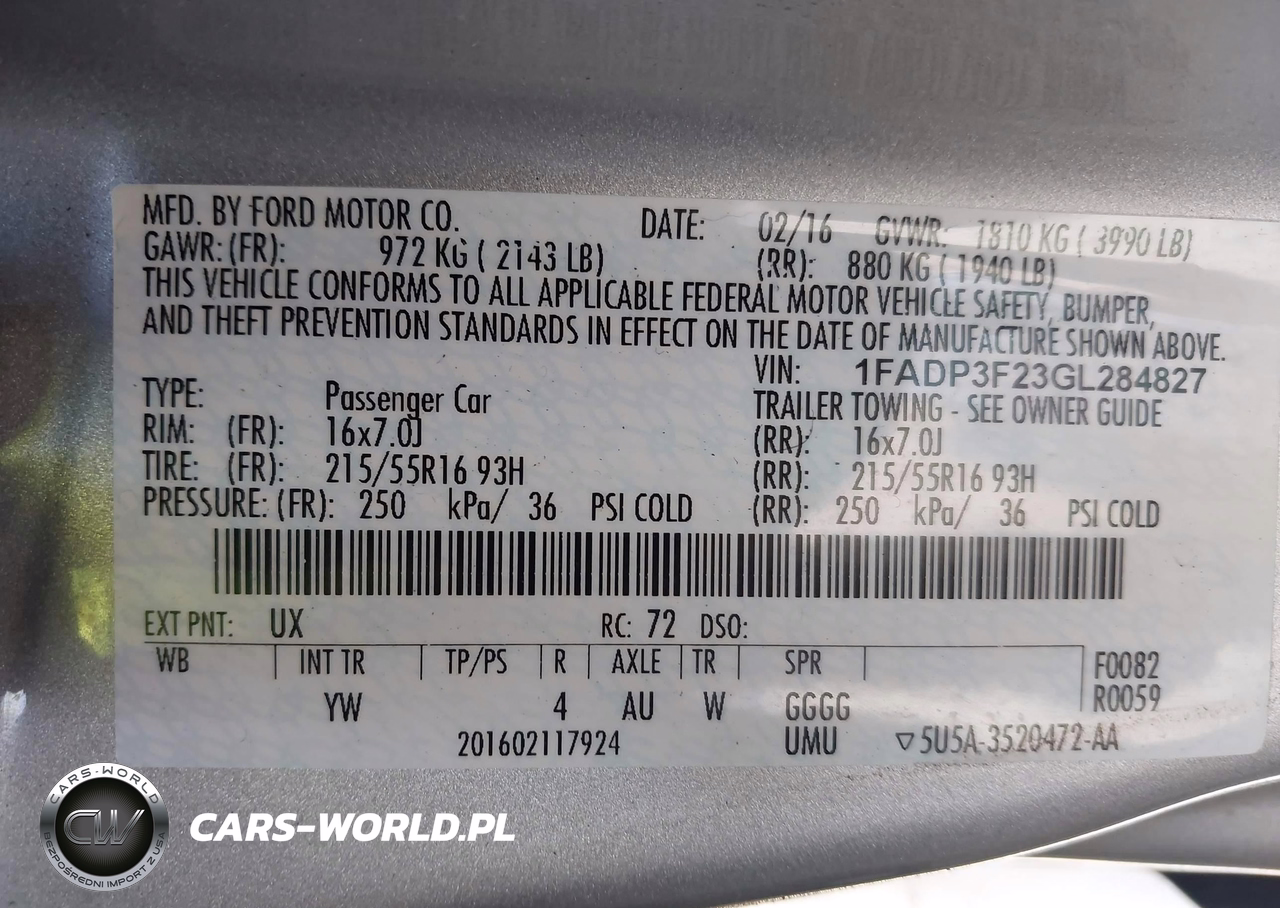 MFD. BY FORD MOTOR CO. DATE: 02/16 GVWR: 1810 KG ( 3990 LB)
GAWR: (FR): 972 KG ( 2143 LB) (RR): 880 KG ( 1940 LB)
THIS VEHICLE CONFORMS TO ALL APPLICABLE FEDERAL MOTOR VEHICLE SAFETY, BUMPER,
AND THEFT PREVENTION STANDARDS IN EFFECT ON THE DATE OF MANUFACTURE SHOWN ABOVE.
VIN: 1FADP3F23GL284827
TYPE: Passenger Car TRAILER TOWING - SEE OWNER GUIDE
RIM: (FR): 16x7.0J (RR): 16x7.0J
TIRE: (FR): 215/55R16 93H (RR): 215/55R16 93H
PRESSURE: (FR): 250 kPa/ 36 PSI COLD (RR): 250 kPa/ 36 PSI COLD
EXT PNT: UX RC: 72 DSO:
WB INT TR TP/PS R AXLE TR SPR F0082
YW 4 AU W GGGG R0059
201602117924 UMU ▽5U5A-3520472-AA
CARS-WORLD
CW
BEZPOŚREDNI IMPORT Z USA
CARS-WORLD.PL